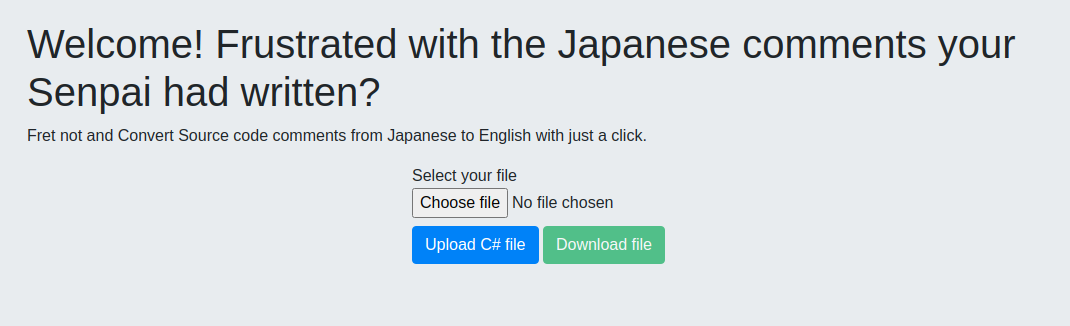 Welcome! Frustrated with the Japanese comments your
Senpai had written?
Fret not and Convert Source code comments from Japanese to English with just a click.
Select your file
Choose file No file chosen
Upload C# file Download file